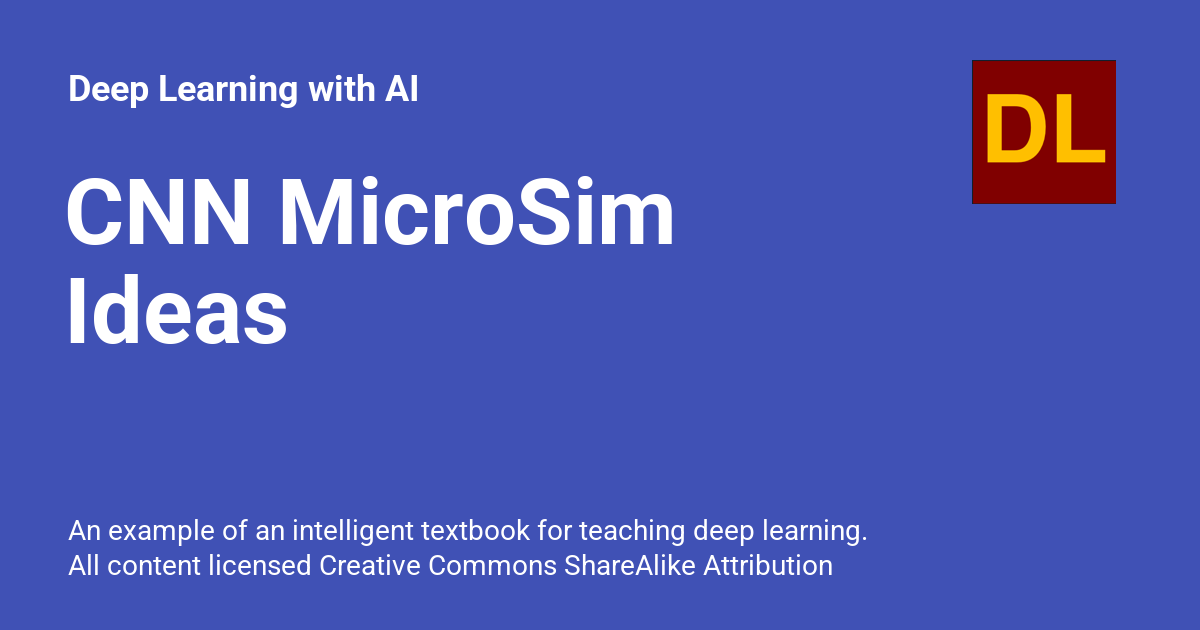 Deep Learning with AI
DL
CNN MicroSim
Ideas
An example of an intelligent textbook for teaching deep learning.
All content licensed Creative Commons ShareAlike Attribution